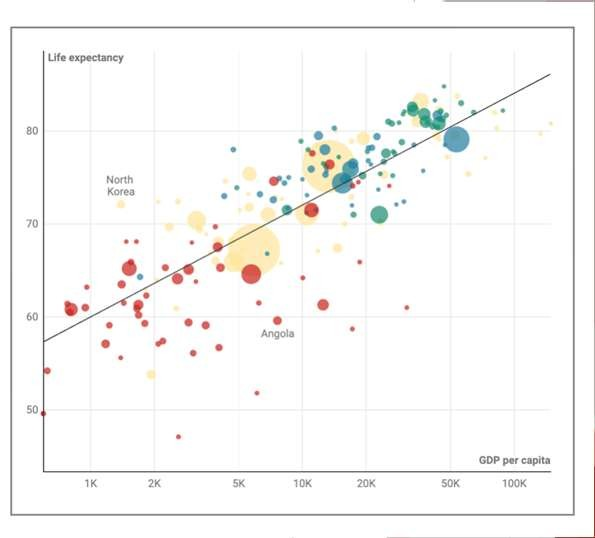 Life expectancy
80
North
Korea
70
60
Angola
50
GDP per capita
1K
2K
5K
10K
20K
50K
100K